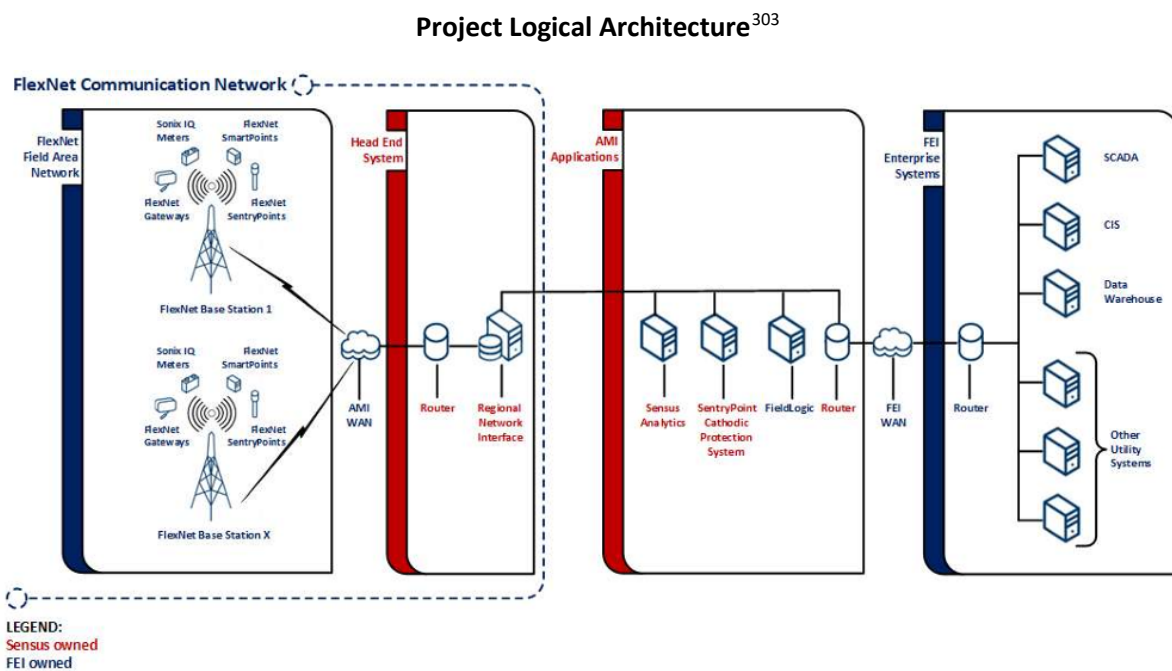 Project Logical Architecture303
FlexNet Communication Network
FlexNet
Field Area
Network
Sonix IQ
Meters
FlexNet
SmartPoints
FlexNet
Gateways
FlexNet
SentryPoints
FlexNet Base Station 1
Sonix IQ
Meters
FlexNet
SmartPoints
FlexNet
Gateways
FlexNet
SentryPoints
FlexNet Base Station X
AMI
WAN
Head End
System
Router
Regional
Network
Interface
AMI
Applications
Sensus
Analytics
SentryPoint
Cathodic
Protection
System
FieldLogic
Router
FEI
WAN
FEI
Enterprise
Systems
Router
SCADA
CIS
Data
Warehouse
Other
Utility
Systems
LEGEND:
Sensus owned
FEI owned